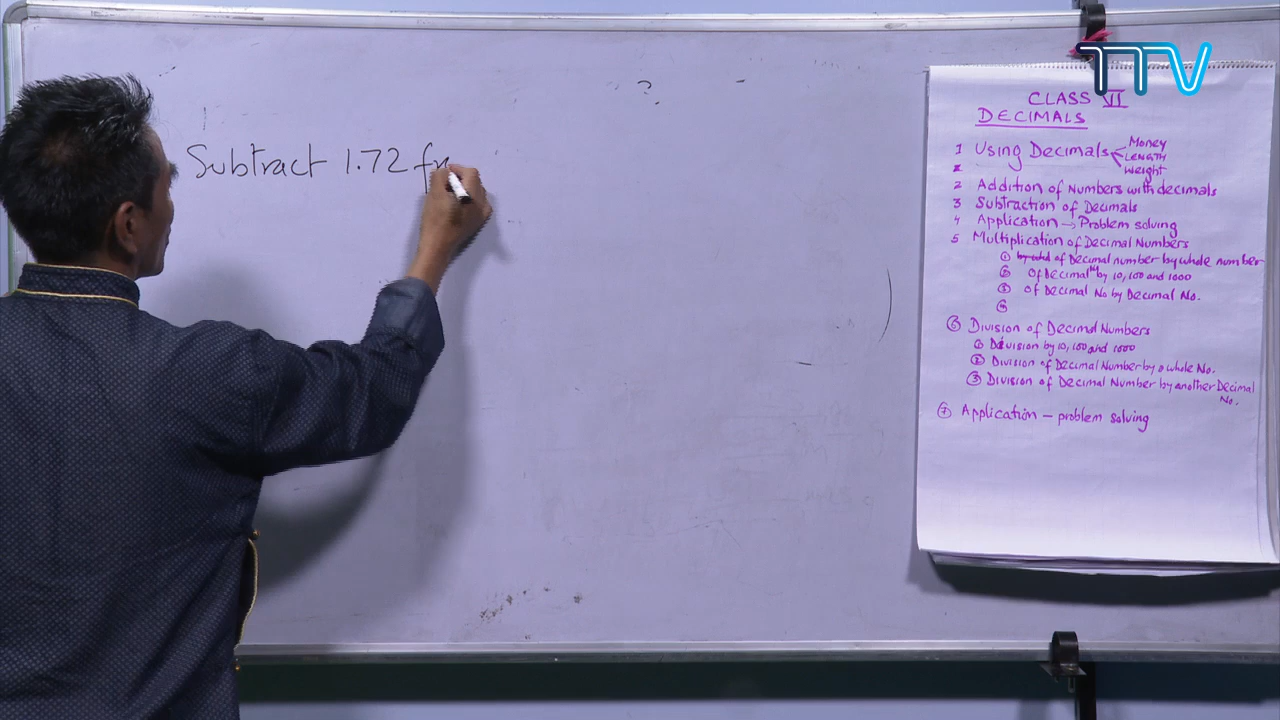 TTV
Subtract 1.72 fr
CLASS VII
DECIMALS
1 Using Decimals
Money
LENGTH
Weight
2 Addition of Numbers with decimals
3 Subtraction of Decimals
4 Application → Problem solving
5 Multiplication of Decimal Numbers
① of Decimal number by whole number
② Of Decimal by 10, 100 and 1000
③ Of Decimal No by Decimal No.
④
⑥ Division of Decimal Numbers
① Division by 10, 100 and 1000
② Division of Decimal Number by a whole No.
③ Division of Decimal Number by another Decimal
No.
⑦ Application – problem solving